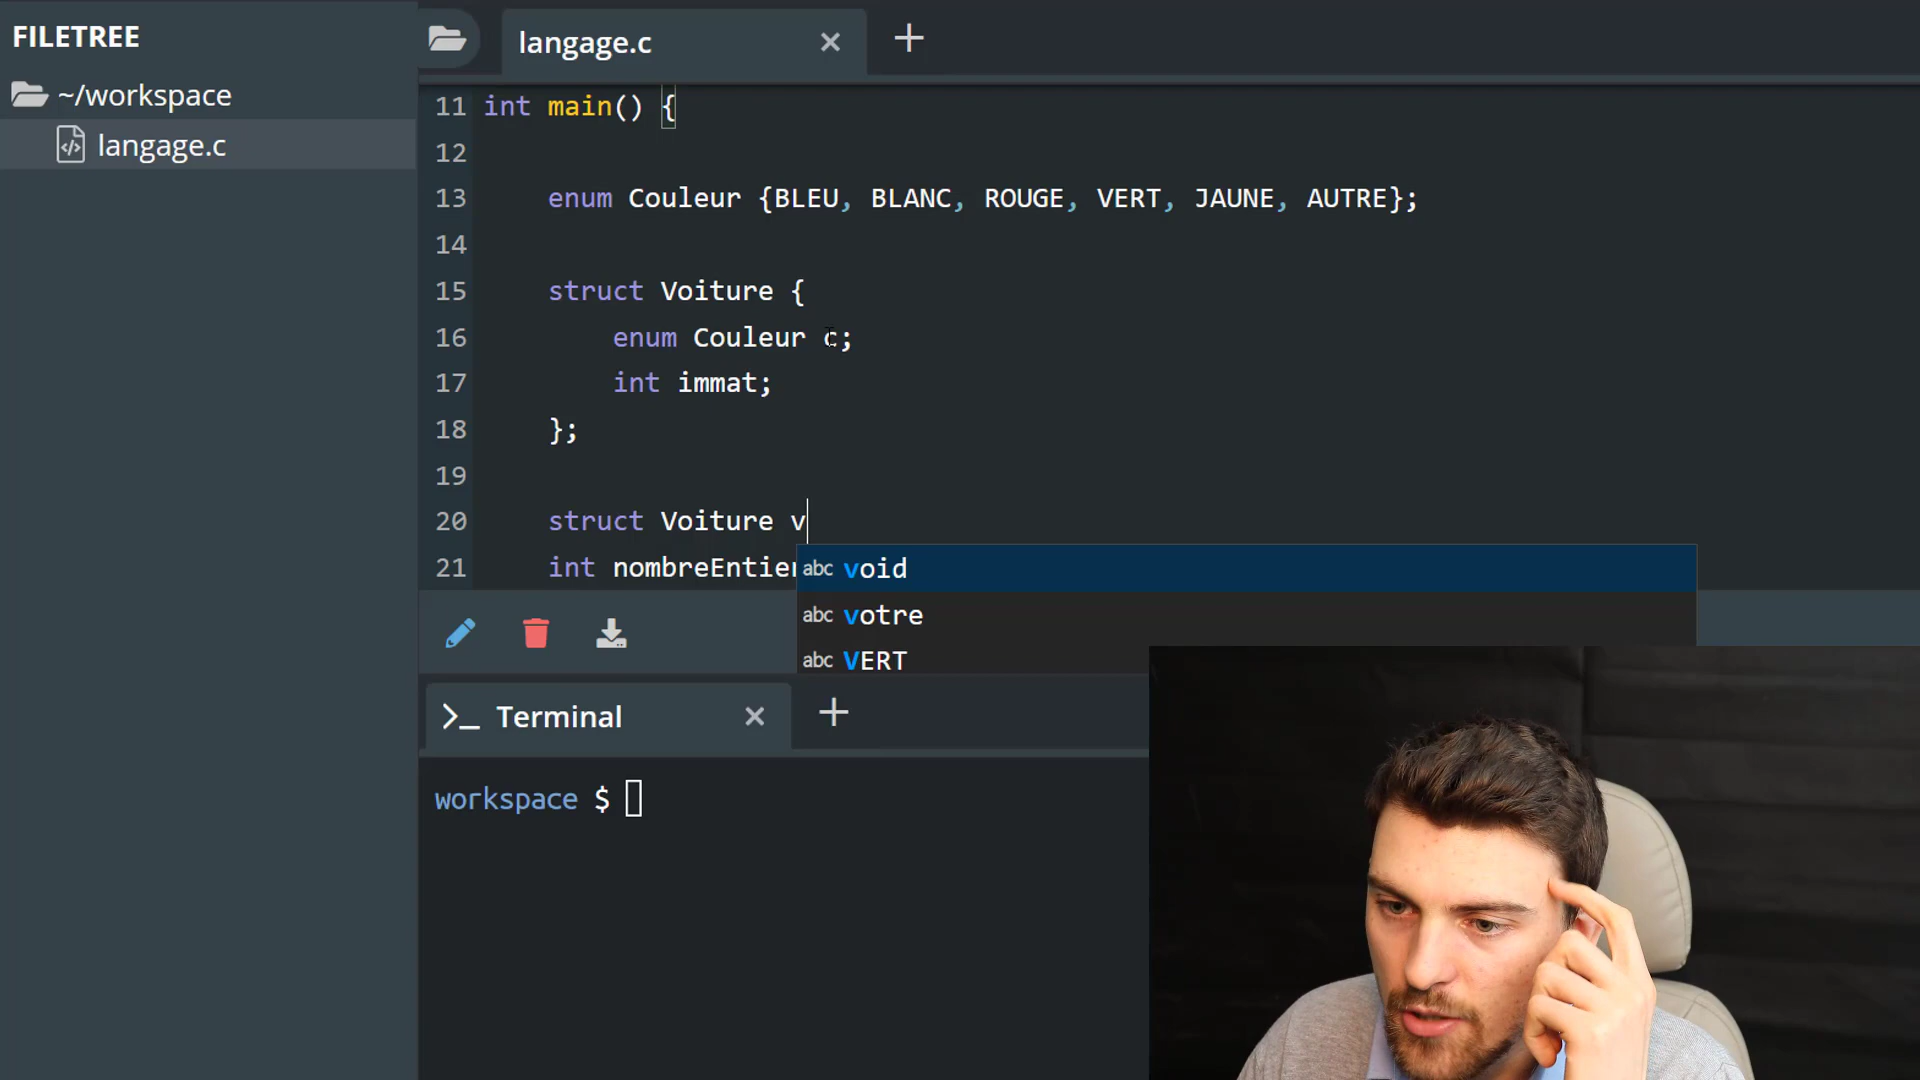 FILETREE
~/workspace
langage.c
langage.c
11 int main() {
12
13 enum Couleur {BLEU, BLANC, ROUGE, VERT, JAUNE, AUTRE};
14
15 struct Voiture {
16 enum Couleur c;
17 int immat;
18 };
19
20 struct Voiture v
21 int nombreEntier
abc void
abc votre
abc VERT
>_ Terminal
workspace $